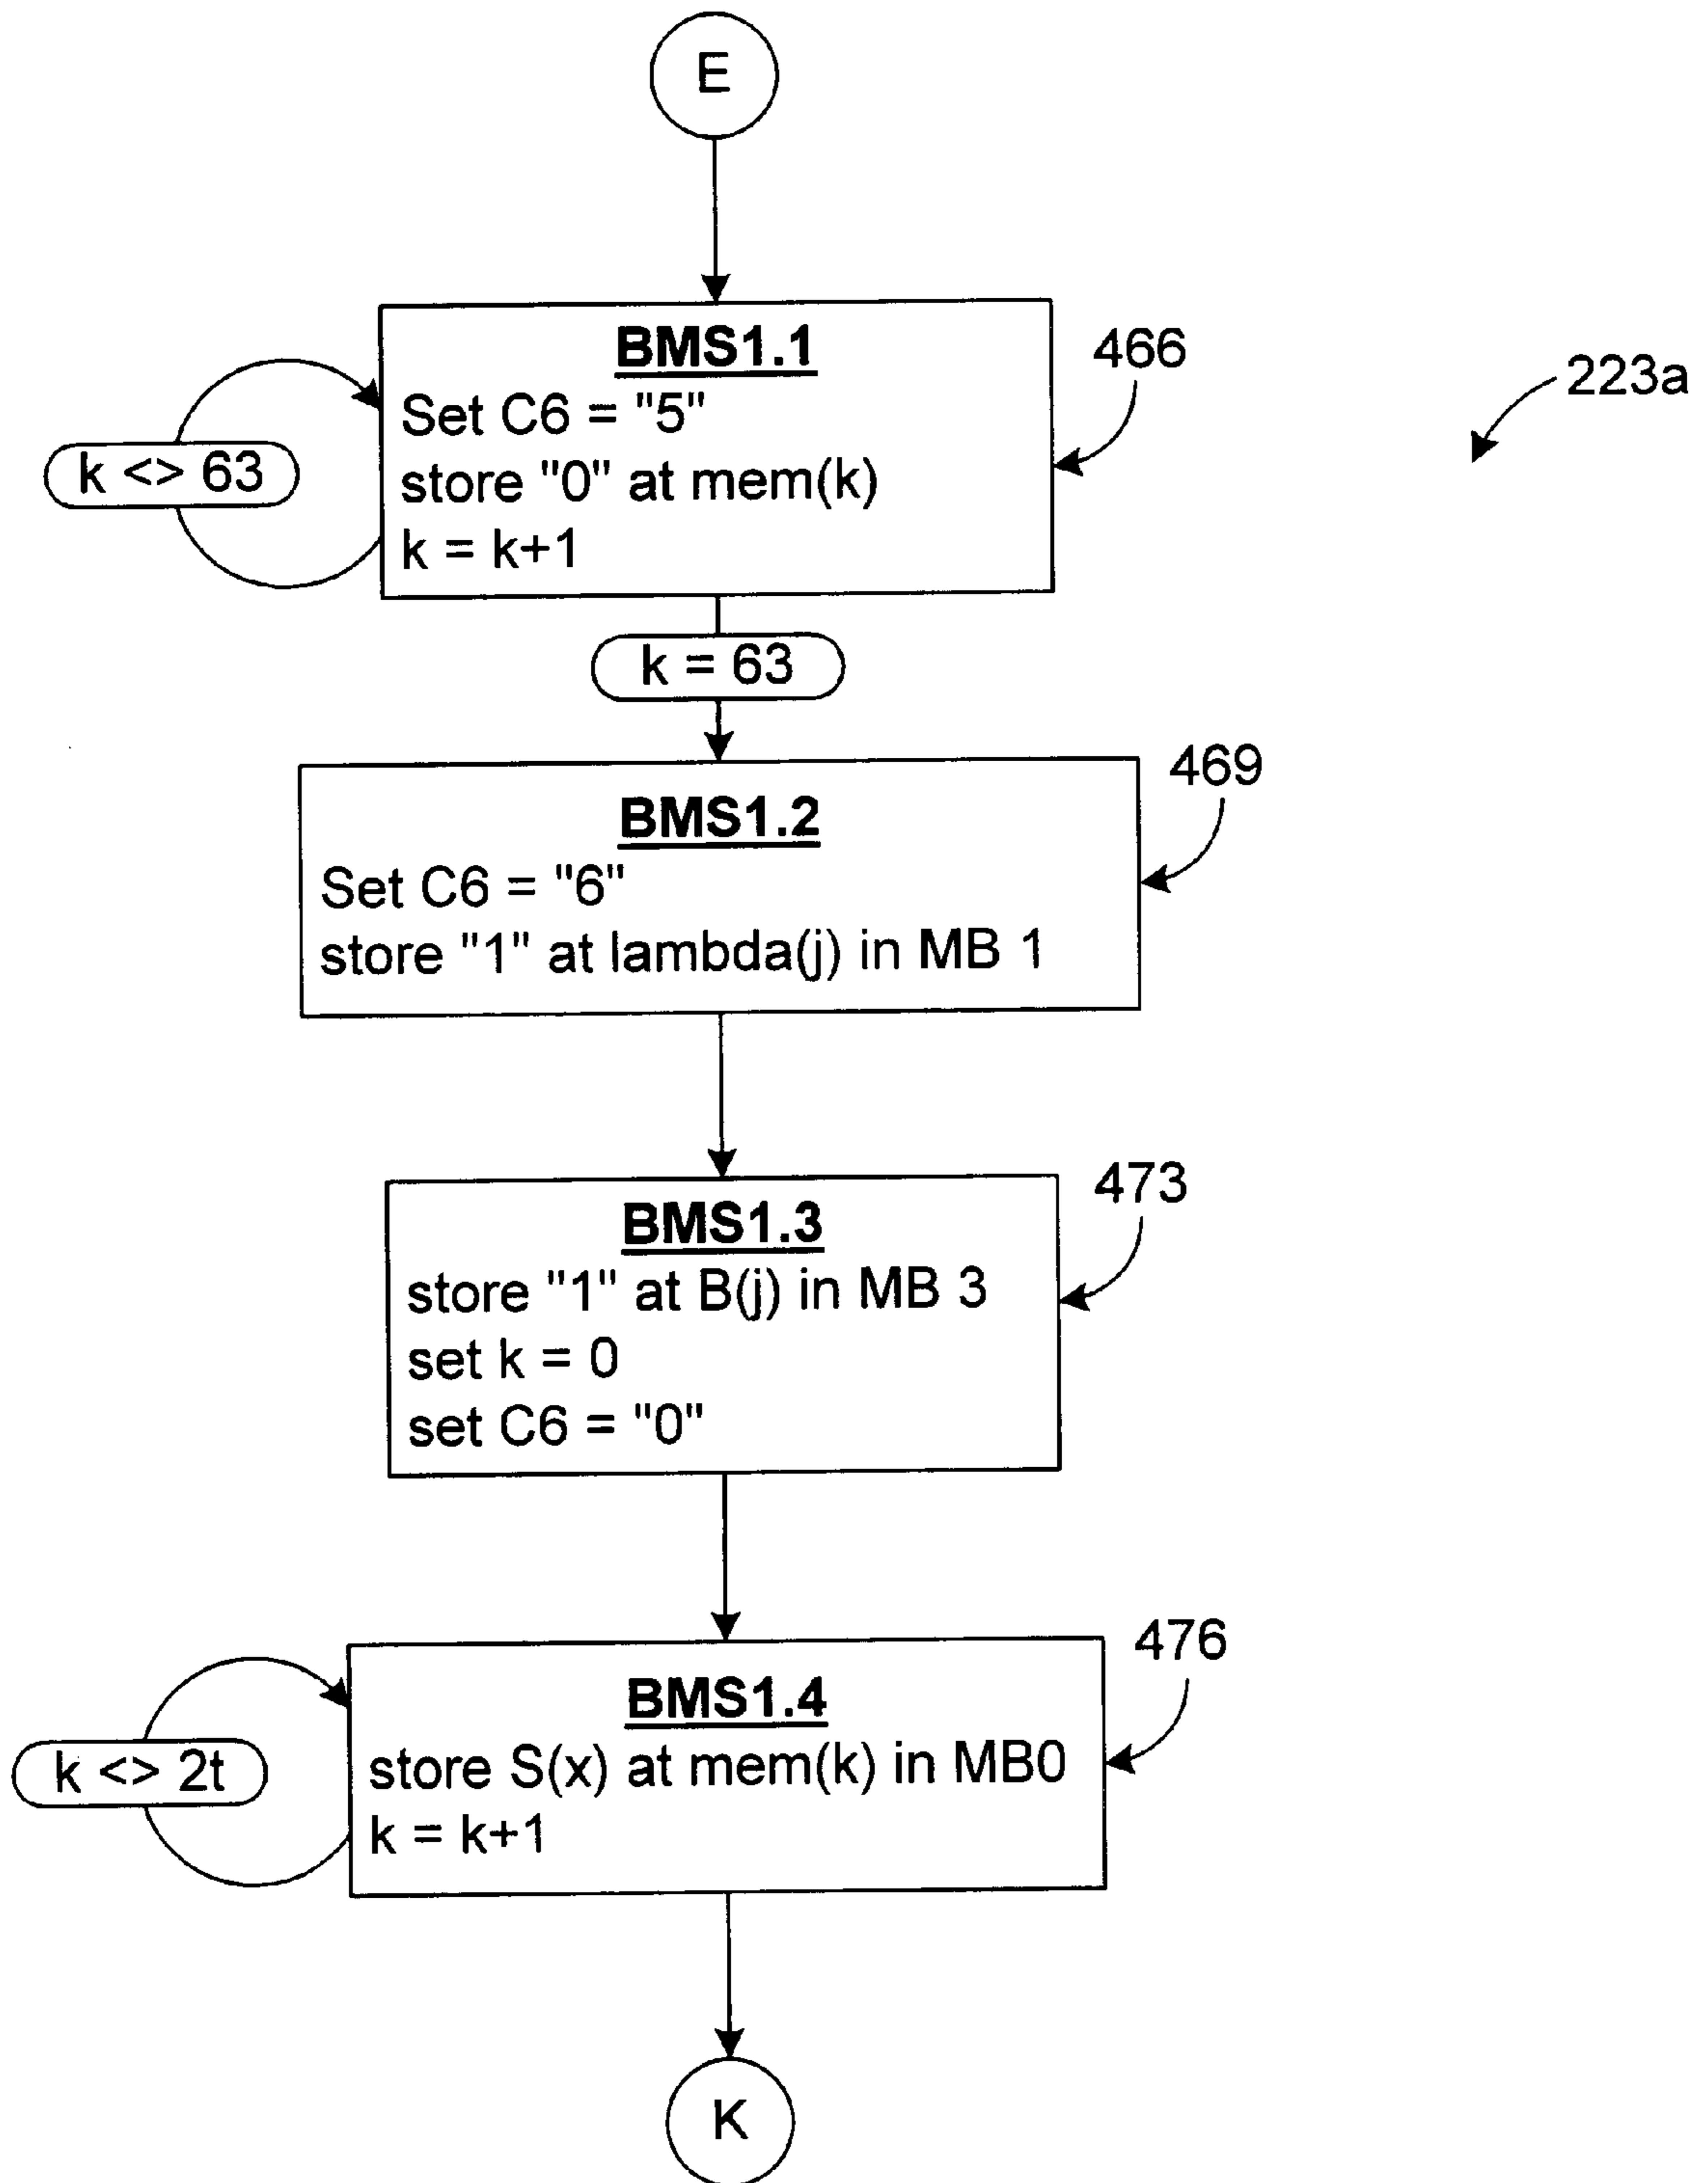 E
BMS1.1
Set C6 = "5"
store "0" at mem(k)
k = k+1
466
223a
k <> 63
k = 63
469
BMS1.2
Set C6 = "6"
store "1" at lambda(j) in MB 1
473
BMS1.3
store "1" at B(j) in MB 3
set k = 0
set C6 = "0"
476
BMS1.4
store S(x) at mem(k) in MB0
k = k+1
k <> 2t
K